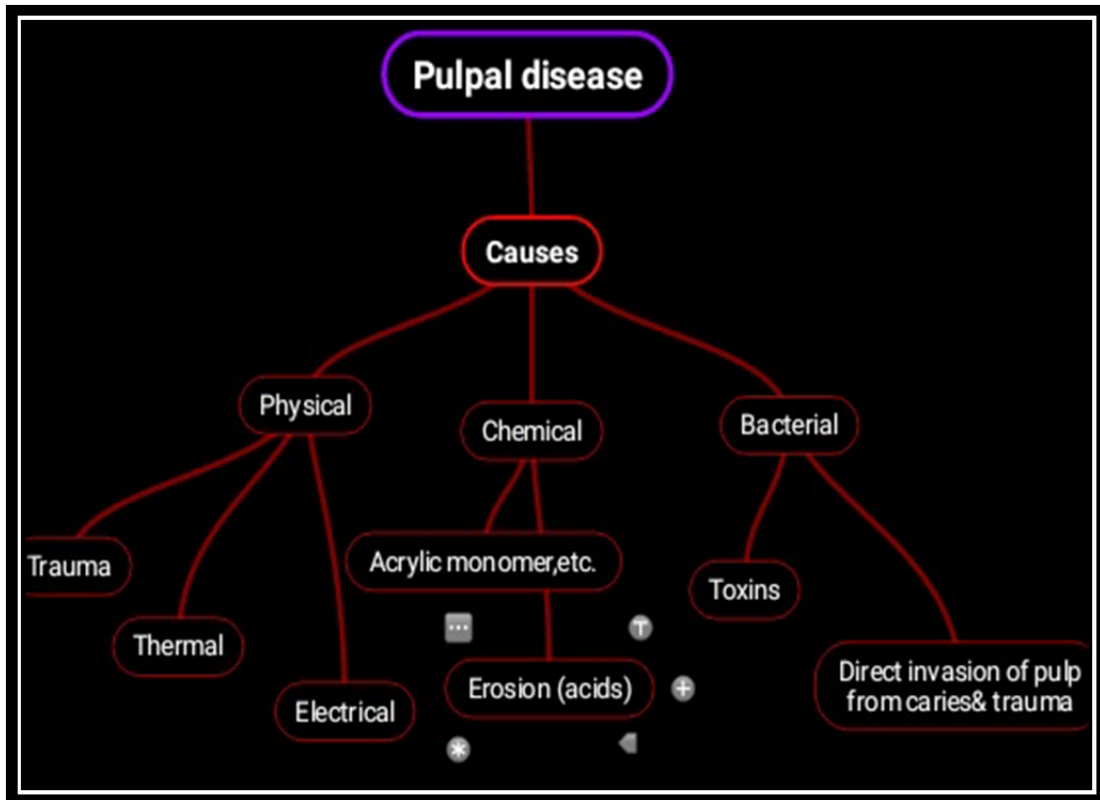 Pulpal disease
Causes
Physical
Chemical
Bacterial
Trauma
Acrylic monomer,etc.
Toxins
Thermal
Erosion (acids)
Electrical
Direct invasion of pulp
from caries& trauma